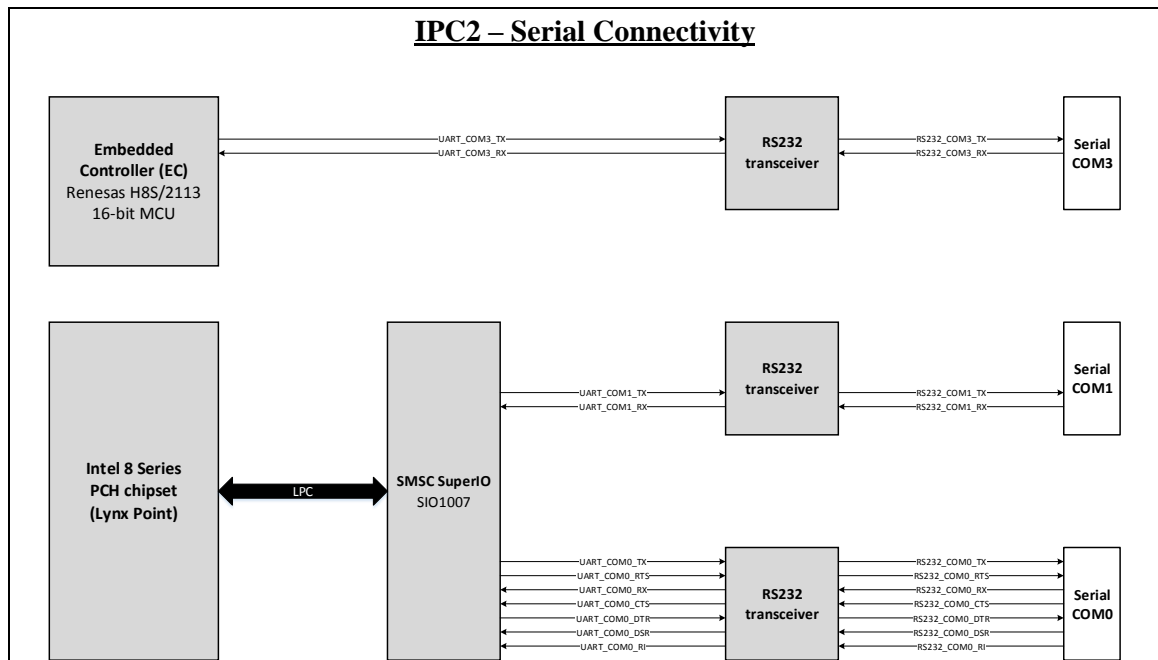 IPC2 – Serial Connectivity
Embedded
Controller (EC)
Renesas H8S/2113
16-bit MCU
UART_COM3_TX
UART_COM3_RX
RS232
transceiver
RS232_COM3_TX
RS232_COM3_RX
Serial
COM3
Intel 8 Series
PCH chipset
(Lynx Point)
LPC
SMSC SuperIO
SIO1007
UART_COM1_TX
UART_COM1_RX
RS232
transceiver
RS232_COM1_TX
RS232_COM1_RX
Serial
COM1
UART_COM0_TX
UART_COM0_RTS
UART_COM0_RX
UART_COM0_CTS
UART_COM0_DTR
UART_COM0_DSR
UART_COM0_RI
RS232
transceiver
RS232_COM0_TX
RS232_COM0_RTS
RS232_COM0_RX
RS232_COM0_CTS
RS232_COM0_DTR
RS232_COM0_DSR
RS232_COM0_RI
Serial
COM0